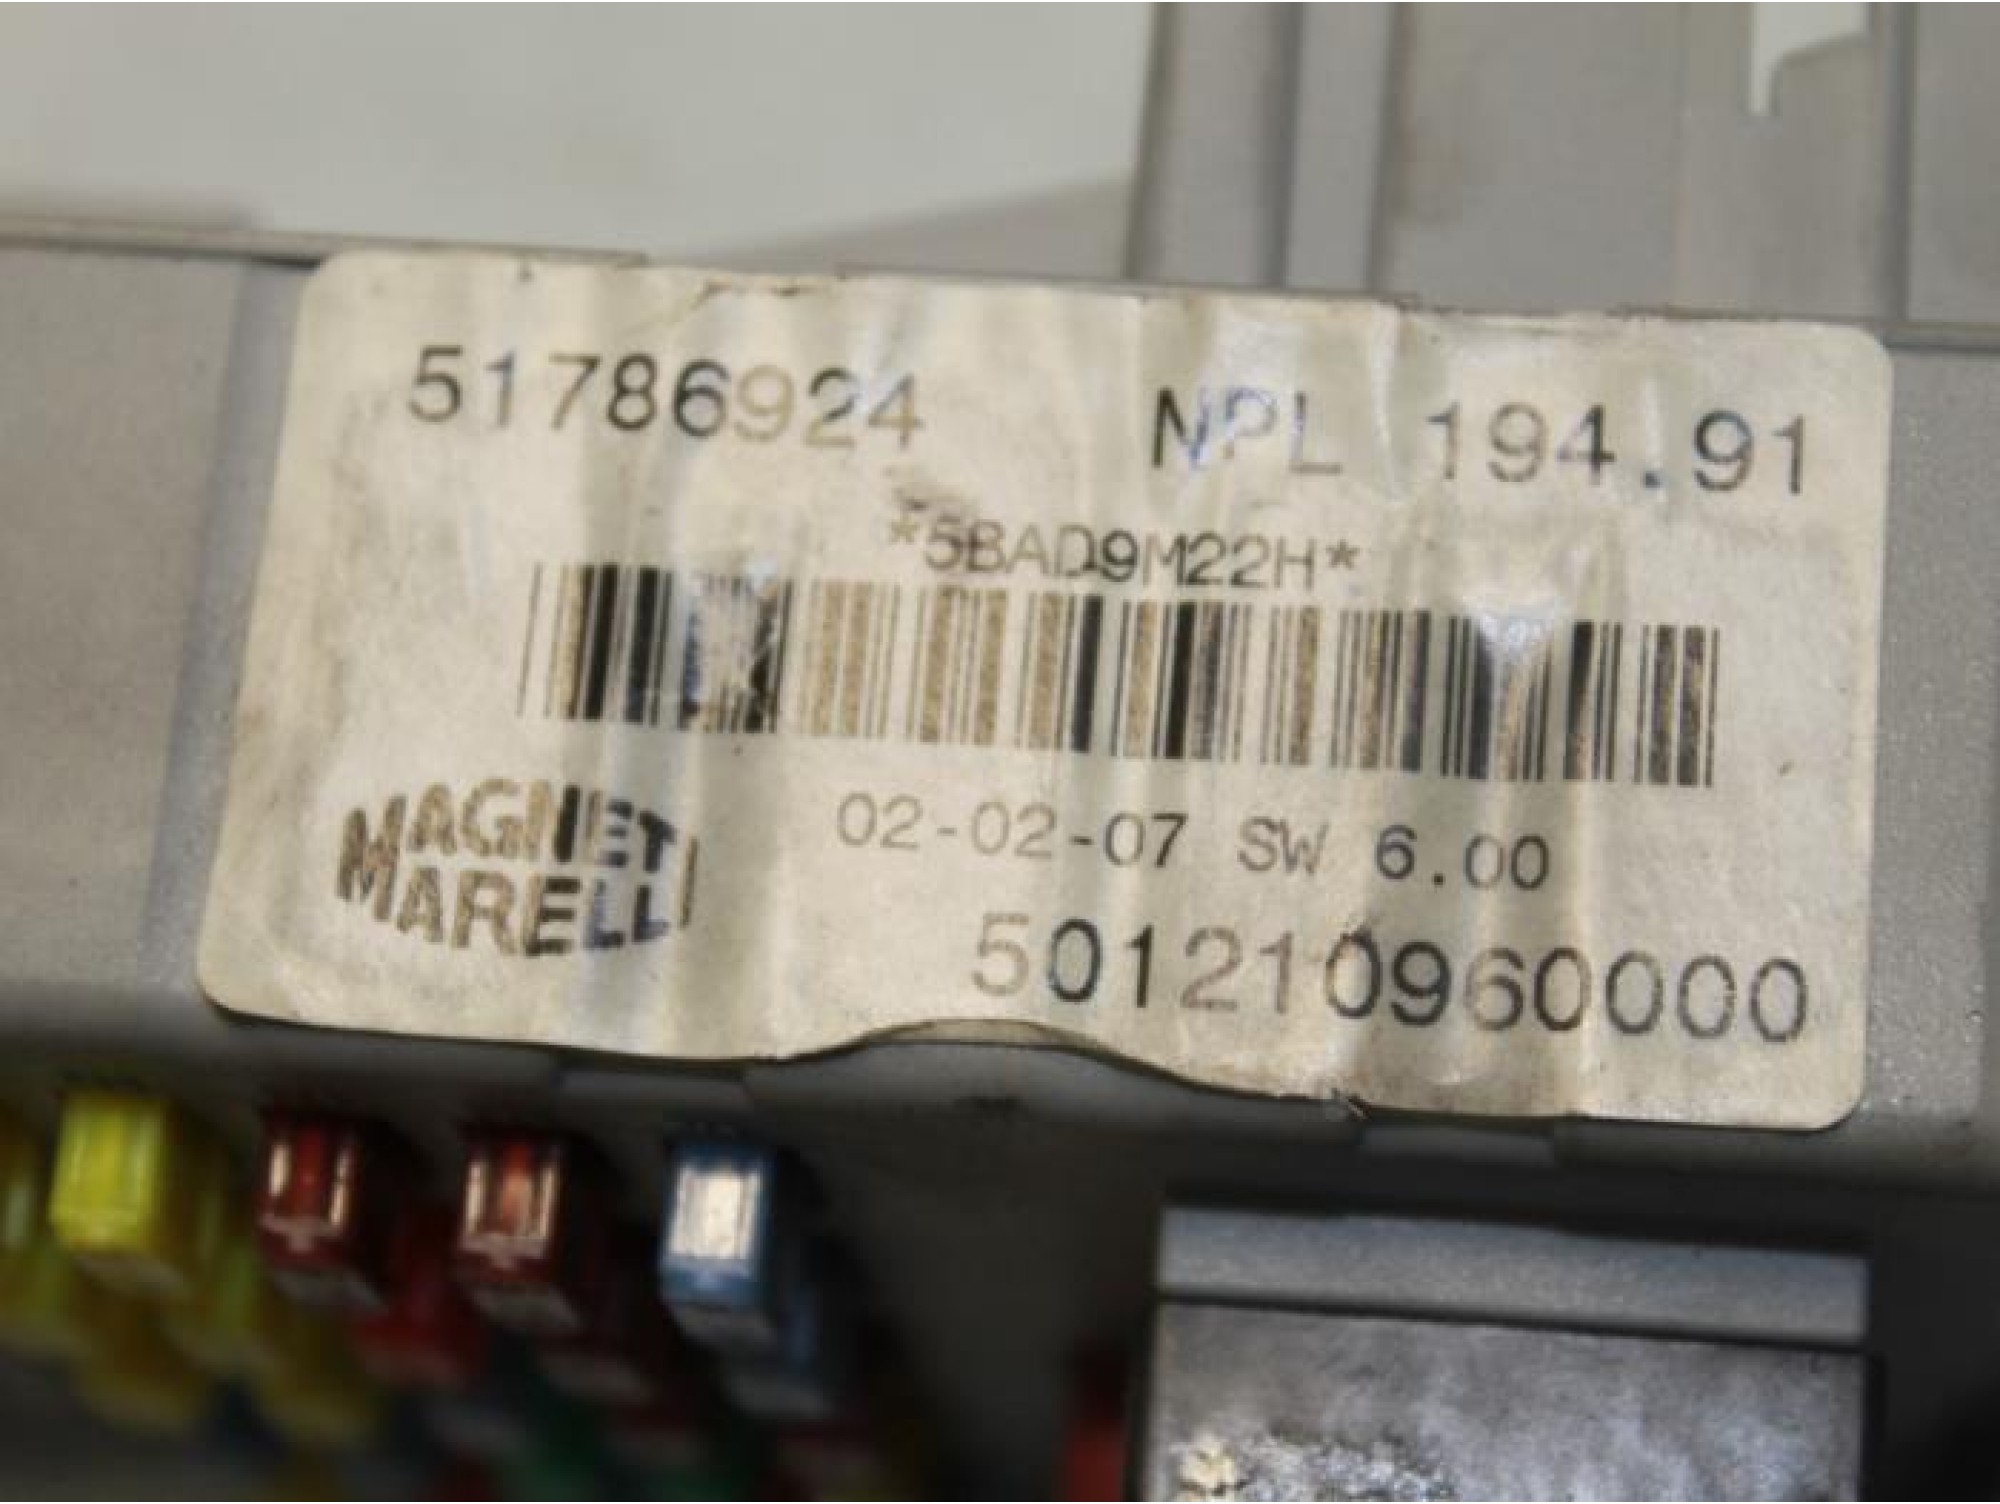 51786924 NPL 194.91
*5BAD9M22H*
02-02-07 SW 6.00
MAGNETI
MARELLI
501210960000